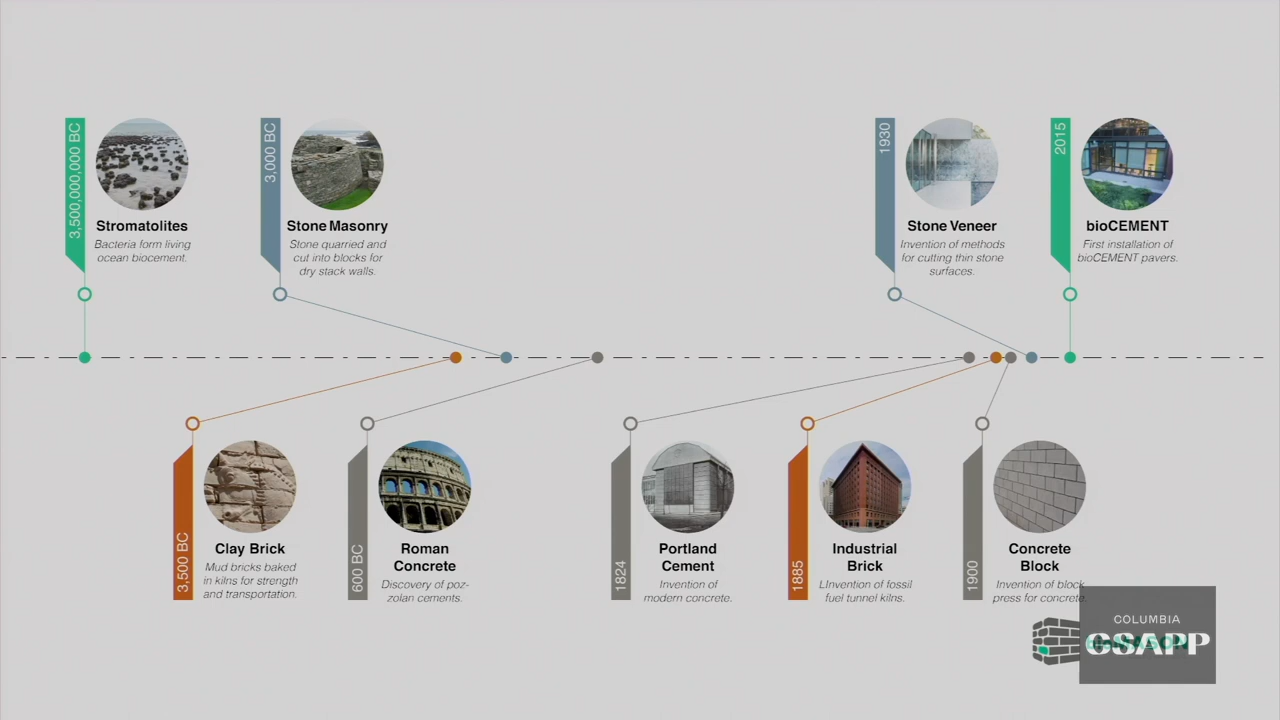 3,500,000,000 BC
Stromatolites
Bacteria form living
ocean biocement.
3,000 BC
Stone Masonry
Stone quarried and
cut into blocks for
dry stack walls.
1930
Stone Veneer
Invention of methods
for cutting thin stone
surfaces.
2015
bioCEMENT
First installation of
bioCEMENT pavers.
3,500 BC
Clay Brick
Mud bricks baked
in kilns for strength
and transportation.
600 BC
Roman
Concrete
Discovery of poz-
zolan cements.
1824
Portland
Cement
Invention of
modern concrete.
1885
Industrial
Brick
LInvention of fossil
fuel tunnel kilns.
1900
Concrete
Block
Invention of block
press for concrete.
COLUMBIA
GSAPP